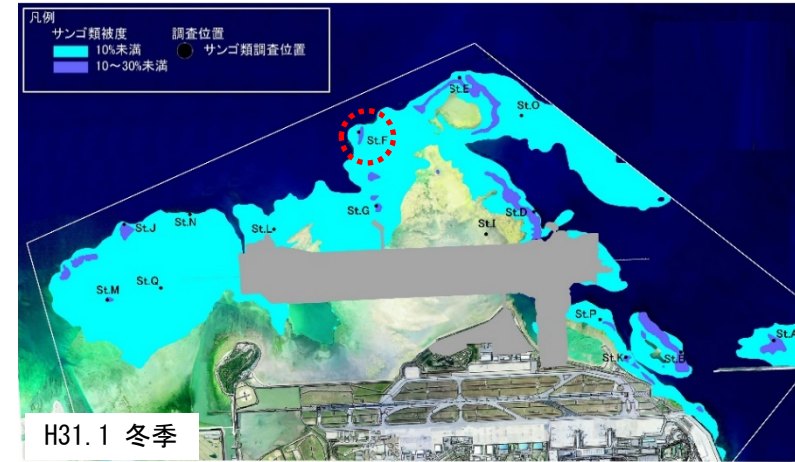 凡例
サンゴ類被度
調査位置
10%未満
サンゴ類調査位置
10～30%未満
St.E
St.O
St.F
St.G
St.D
St.I
St.J
St.N
St.L
St.M
St.Q
St.P
St.A
St.K
St.B
H31.1 冬季